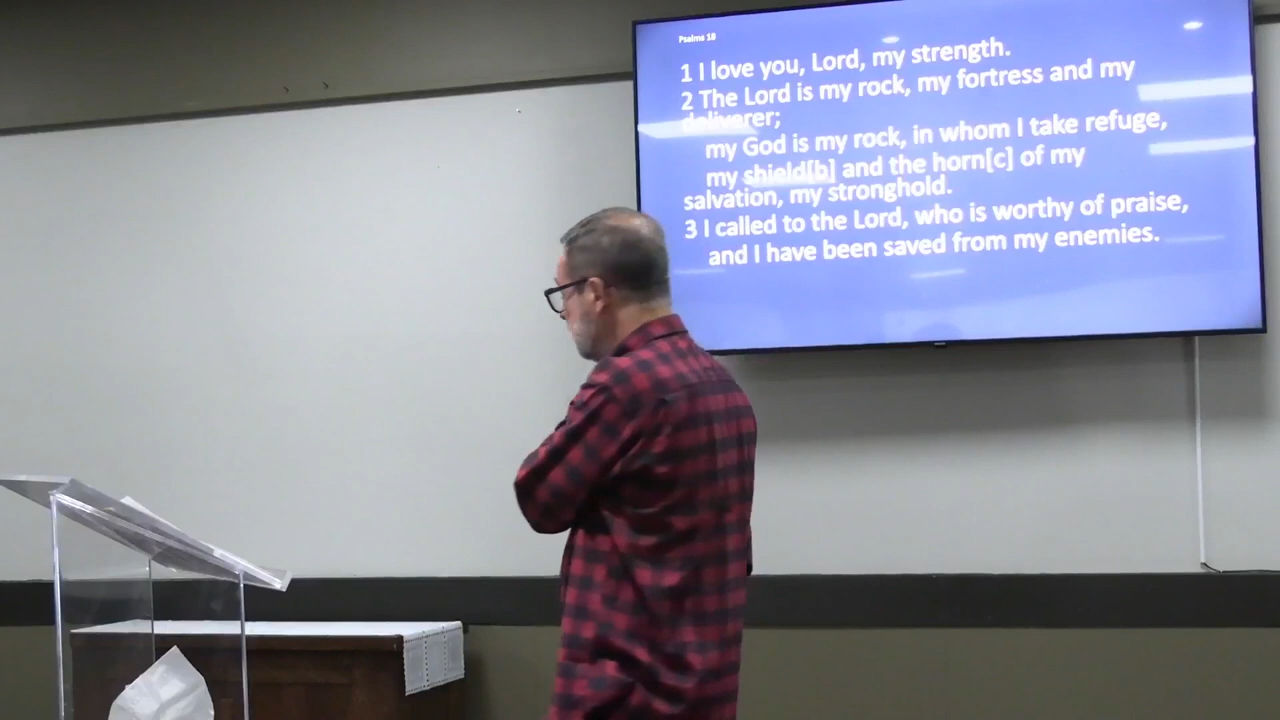 Psalms 18
1 I love you, Lord, my strength.
2 The Lord is my rock, my fortress and my
deliverer;
my God is my rock, in whom I take refuge,
my shield[b] and the horn[c] of my
salvation, my stronghold.
3 I called to the Lord, who is worthy of praise,
and I have been saved from my enemies.